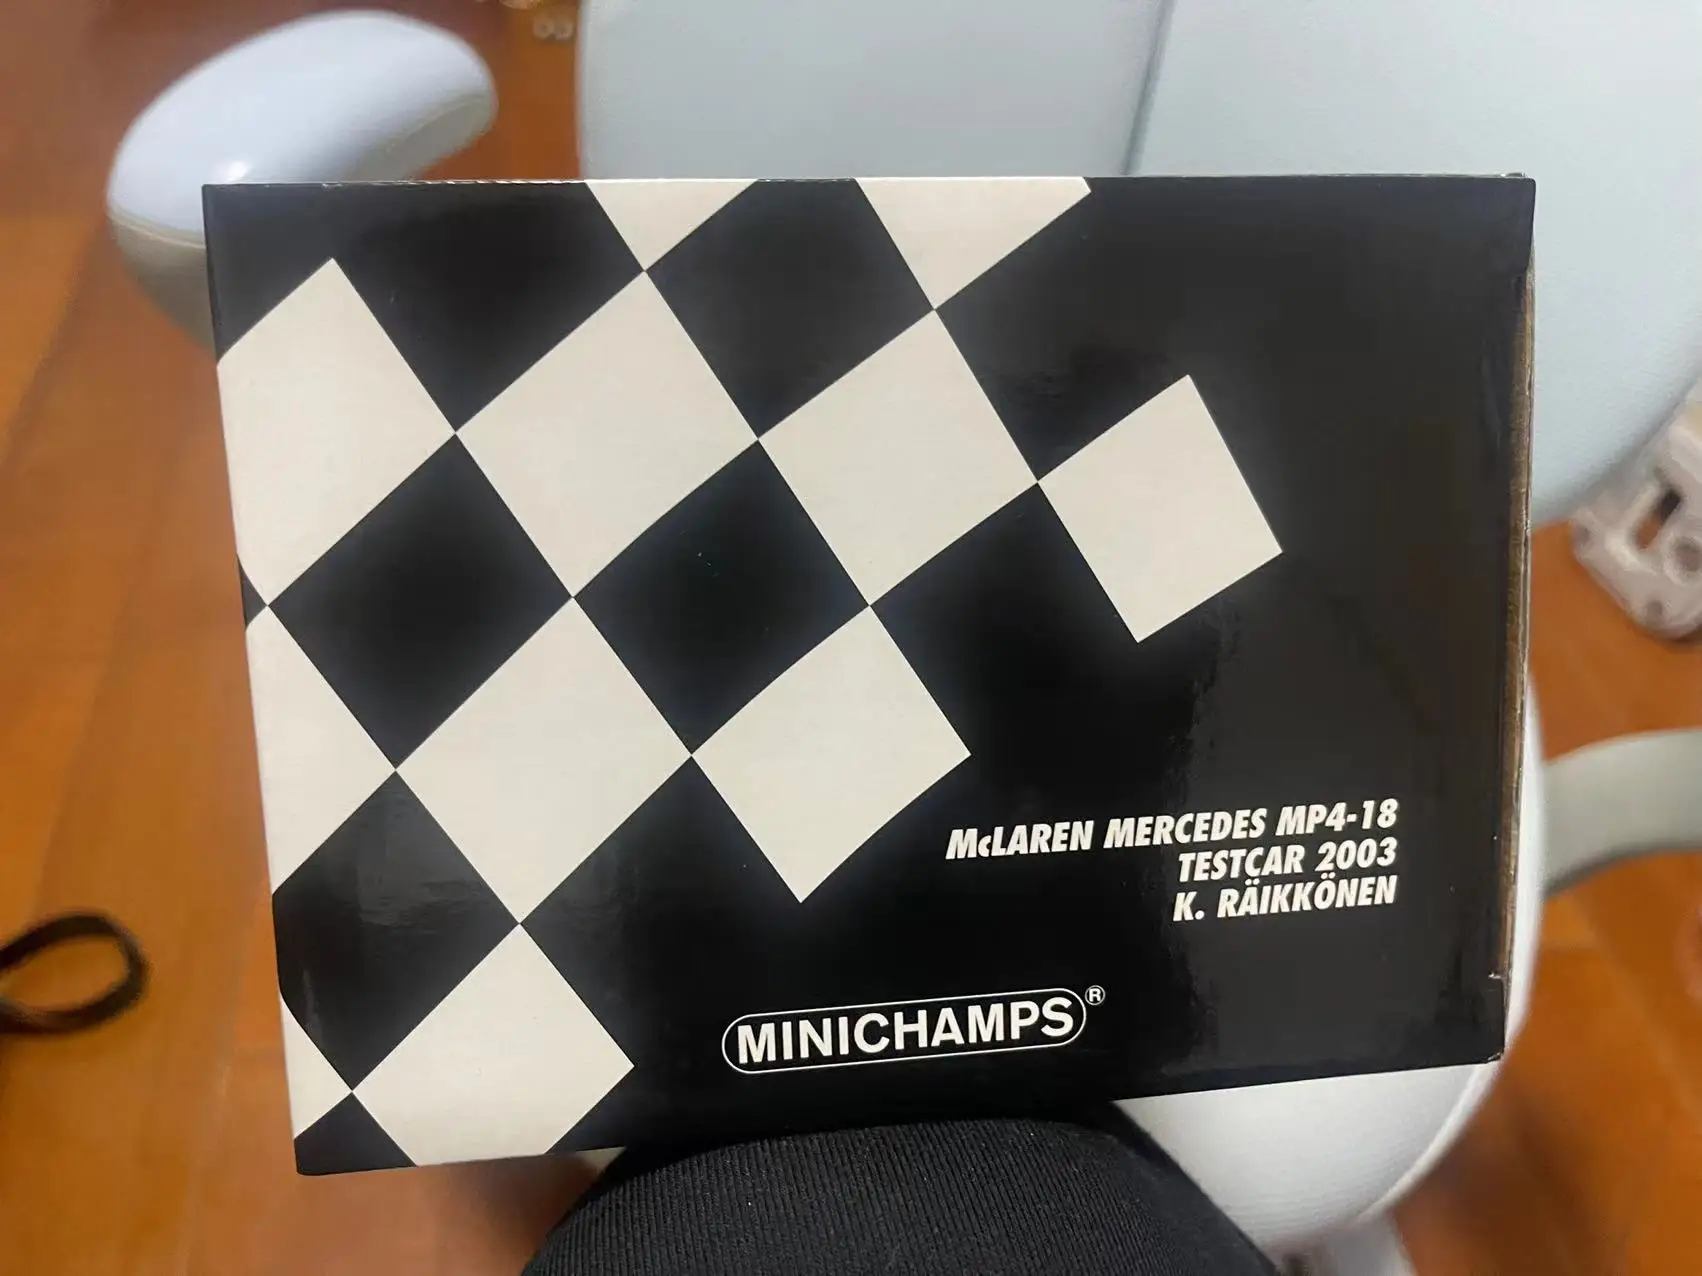 McLAREN MERCEDES MP4-18
TESTCAR 2003
K. RÄIKKÖNEN
MINICHAMPS®